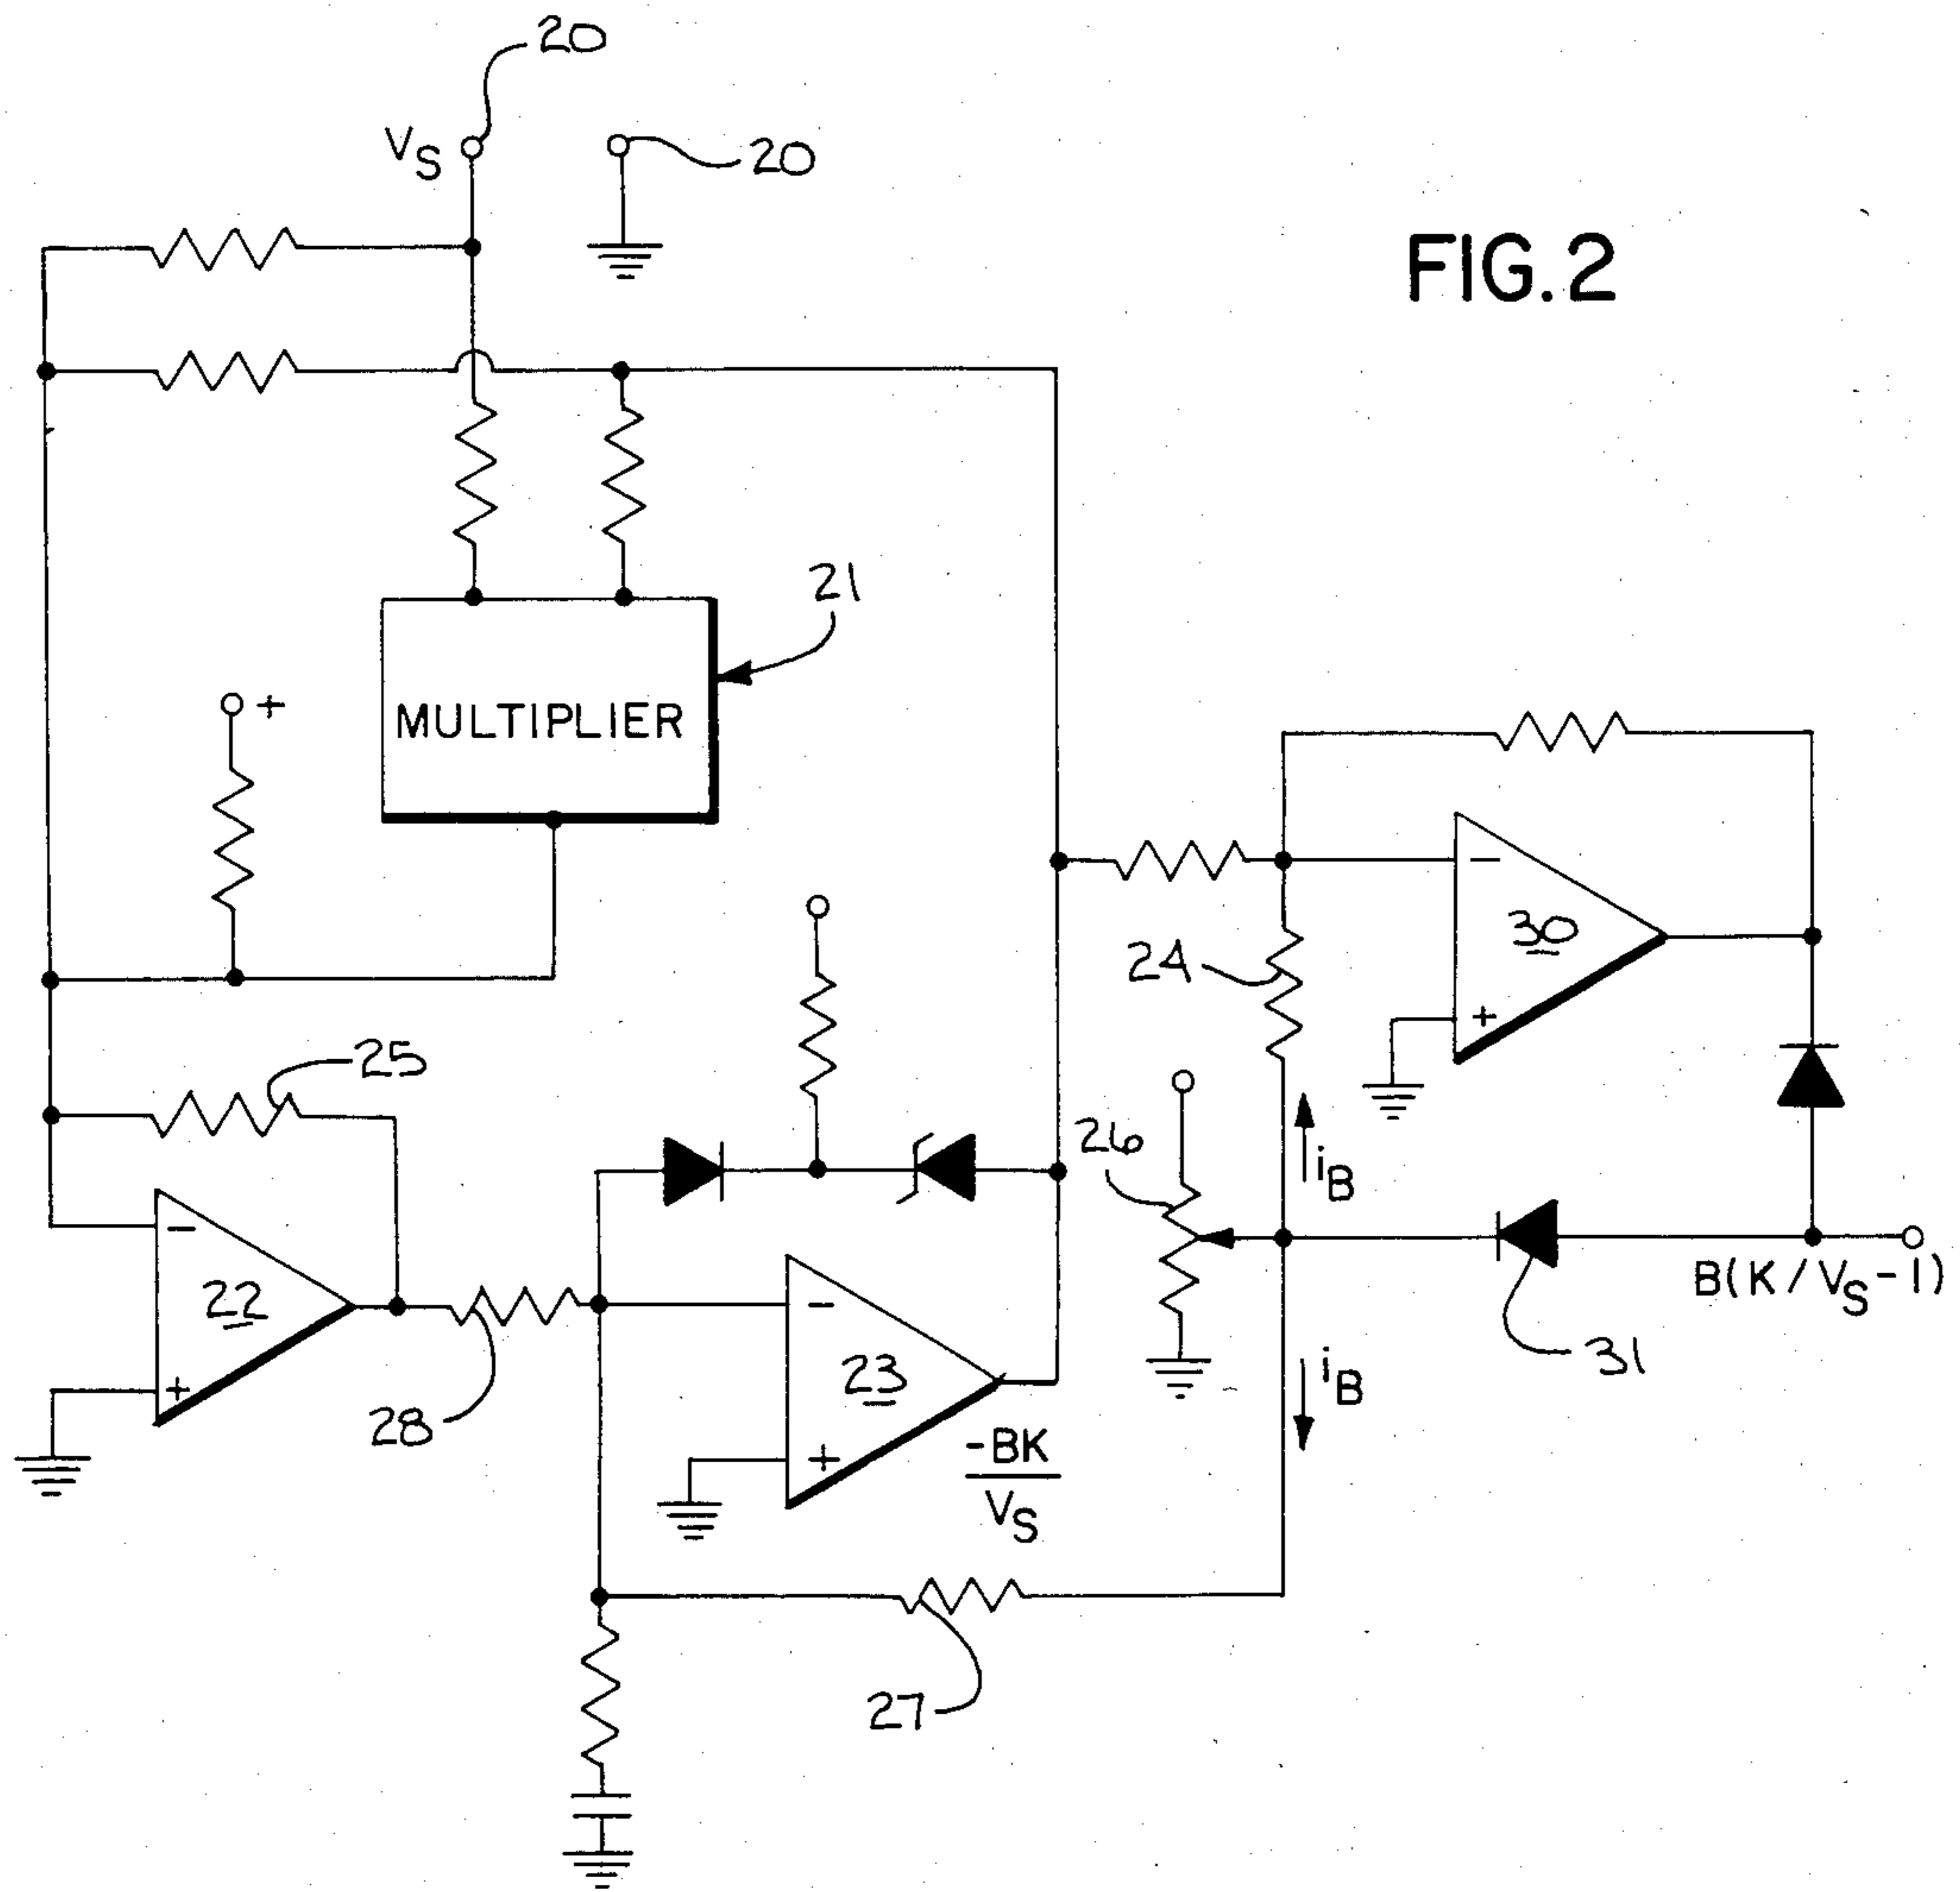 20
VS
20
FIG.2
21
+
MULTIPLIER
−
30
24
+
25
26
iB
−
22
B(K/VS-1)
−
31
23
iB
+
28
-BK
+
VS
27